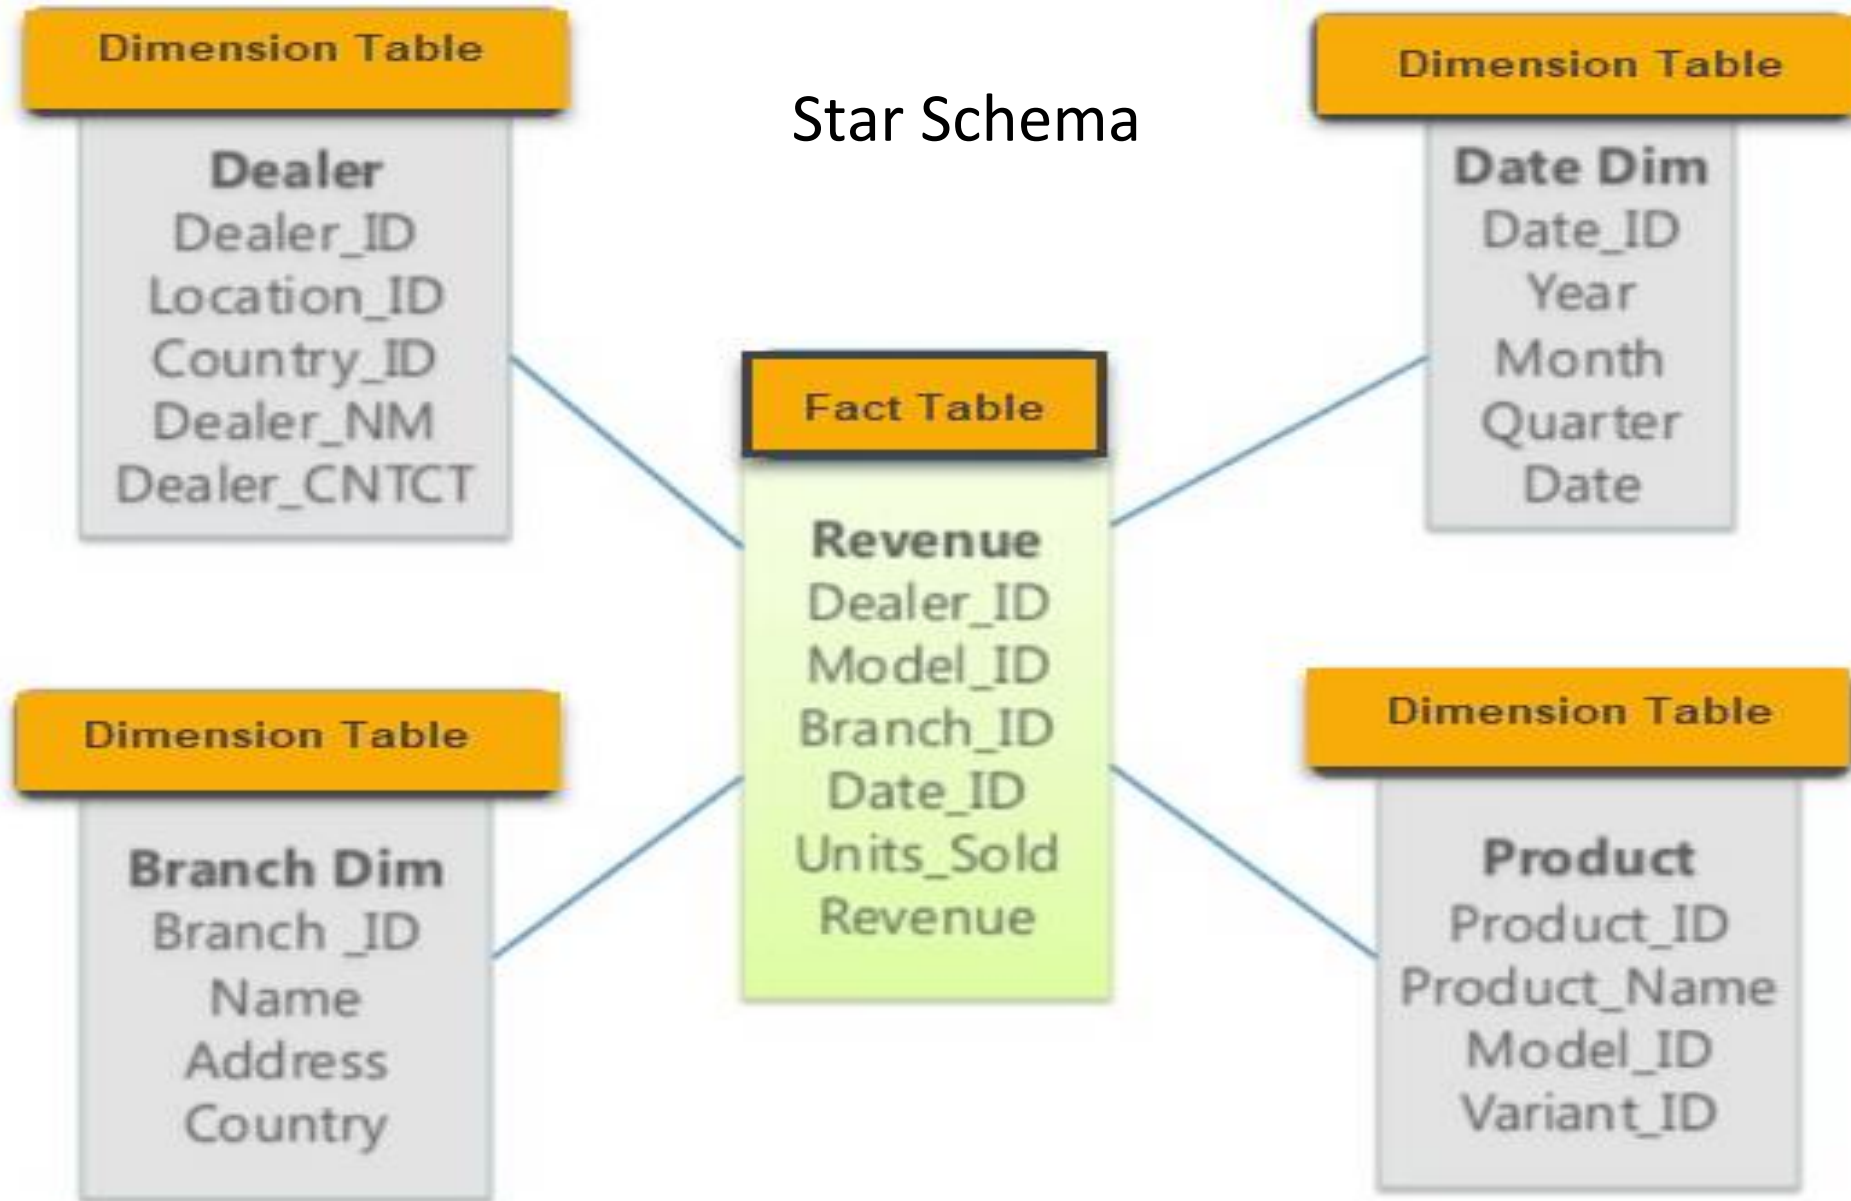 Star Schema
Dimension Table
Dealer
Dealer_ID
Location_ID
Country_ID
Dealer_NM
Dealer_CNTCT
Dimension Table
Date Dim
Date_ID
Year
Month
Quarter
Date
Fact Table
Revenue
Dealer_ID
Model_ID
Branch_ID
Date_ID
Units_Sold
Revenue
Dimension Table
Branch Dim
Branch _ID
Name
Address
Country
Dimension Table
Product
Product_ID
Product_Name
Model_ID
Variant_ID